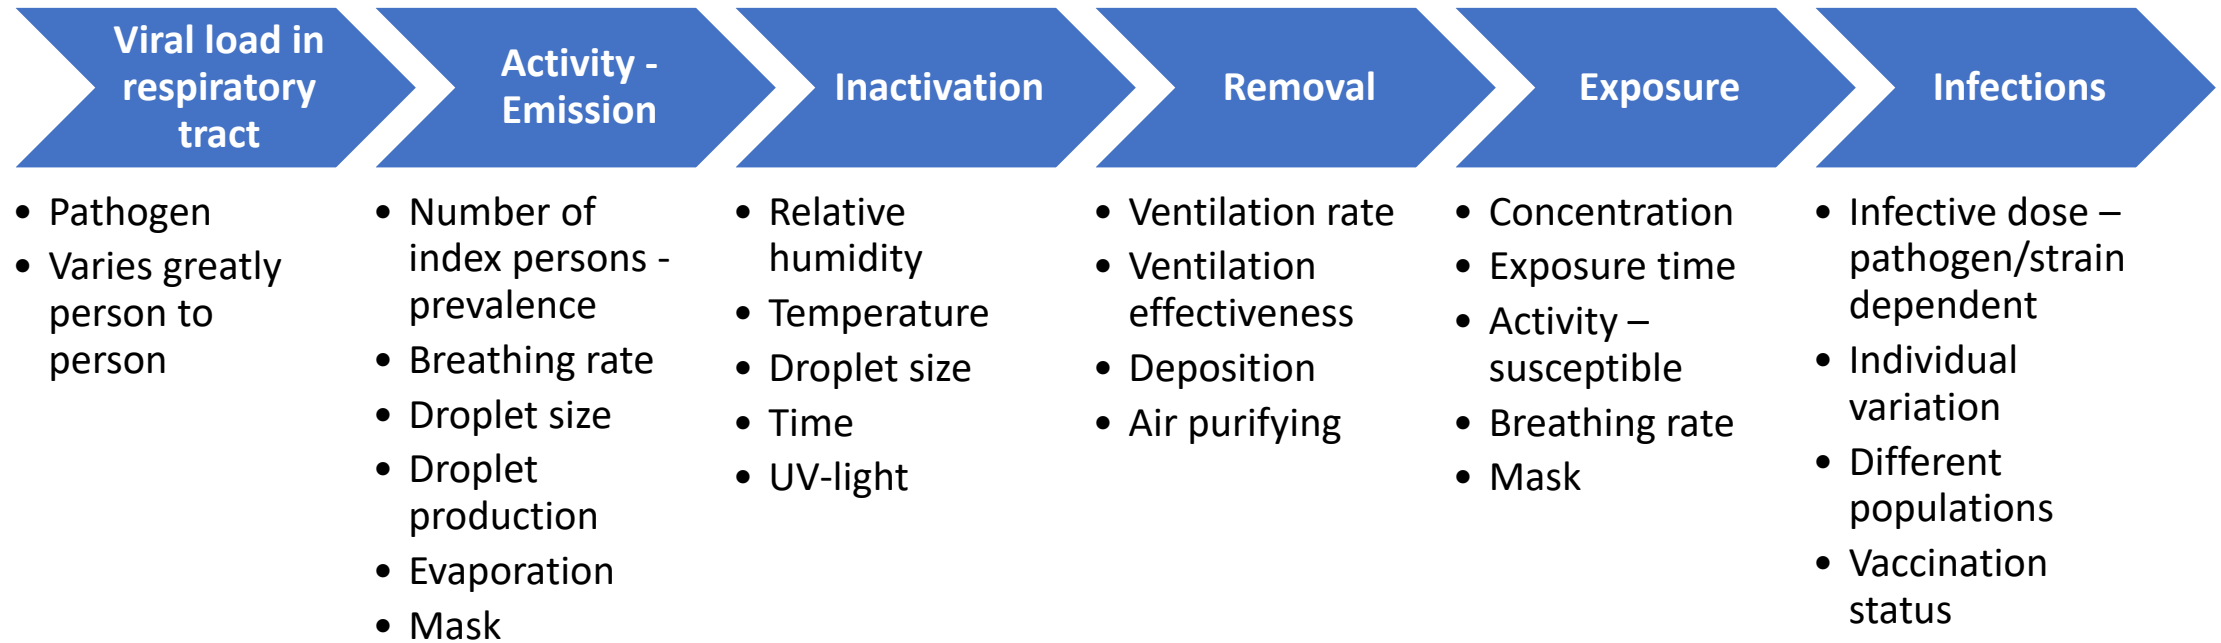 Viral load in
respiratory
tract
Activity -
Emission
Inactivation
Removal
Exposure
Infections
• Pathogen
• Varies greatly
person to
person
• Number of
index persons -
prevalence
• Breathing rate
• Droplet size
• Droplet
production
• Evaporation
• Mask
• Relative
humidity
• Temperature
• Droplet size
• Time
• UV-light
• Ventilation rate
• Ventilation
effectiveness
• Deposition
• Air purifying
• Concentration
• Exposure time
• Activity –
susceptible
• Breathing rate
• Mask
• Infective dose –
pathogen/strain
dependent
• Individual
variation
• Different
populations
• Vaccination
status